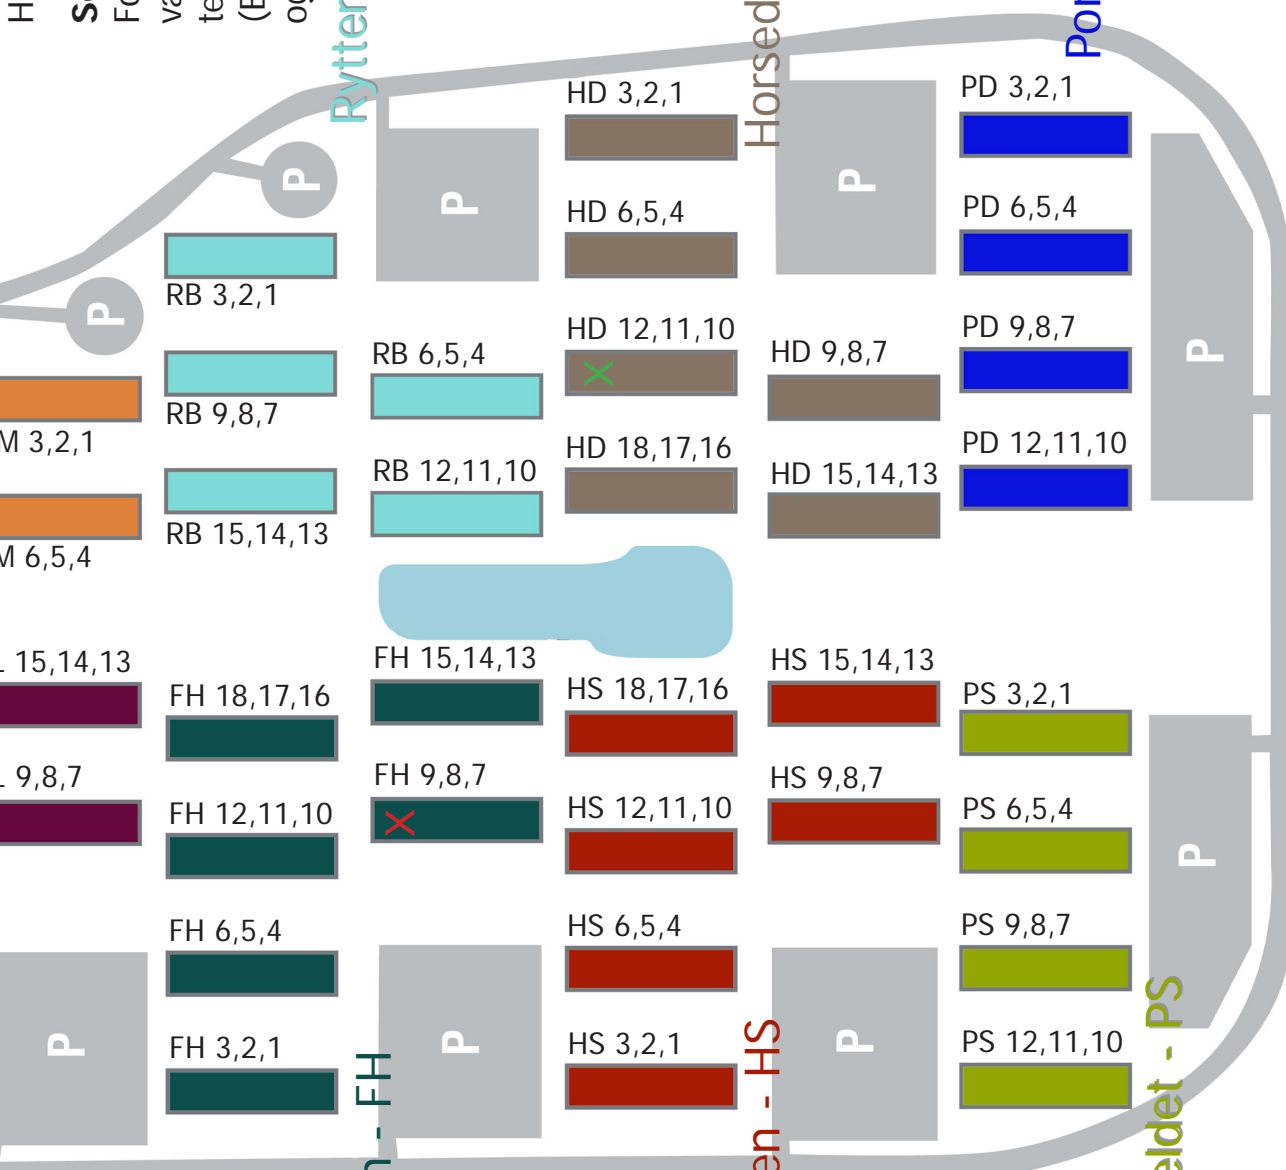 H
S
Fo
va
te
(E
og
Rytter
Horsed
Por
HD 3,2,1
PD 3,2,1
P
P
P
HD 6,5,4
PD 6,5,4
RB 3,2,1
P
HD 12,11,10
PD 9,8,7
RB 6,5,4
HD 9,8,7
P
X
RB 9,8,7
M 3,2,1
HD 18,17,16
PD 12,11,10
RB 12,11,10
HD 15,14,13
RB 15,14,13
M 6,5,4
15,14,13
FH 15,14,13
HS 15,14,13
FH 18,17,16
HS 18,17,16
PS 3,2,1
9,8,7
FH 9,8,7
HS 9,8,7
X
FH 12,11,10
HS 12,11,10
PS 6,5,4
P
FH 6,5,4
HS 6,5,4
PS 9,8,7
P
P
P
FH 3,2,1
HS 3,2,1
PS 12,11,10
n - FH
en - HS
eldet - PS